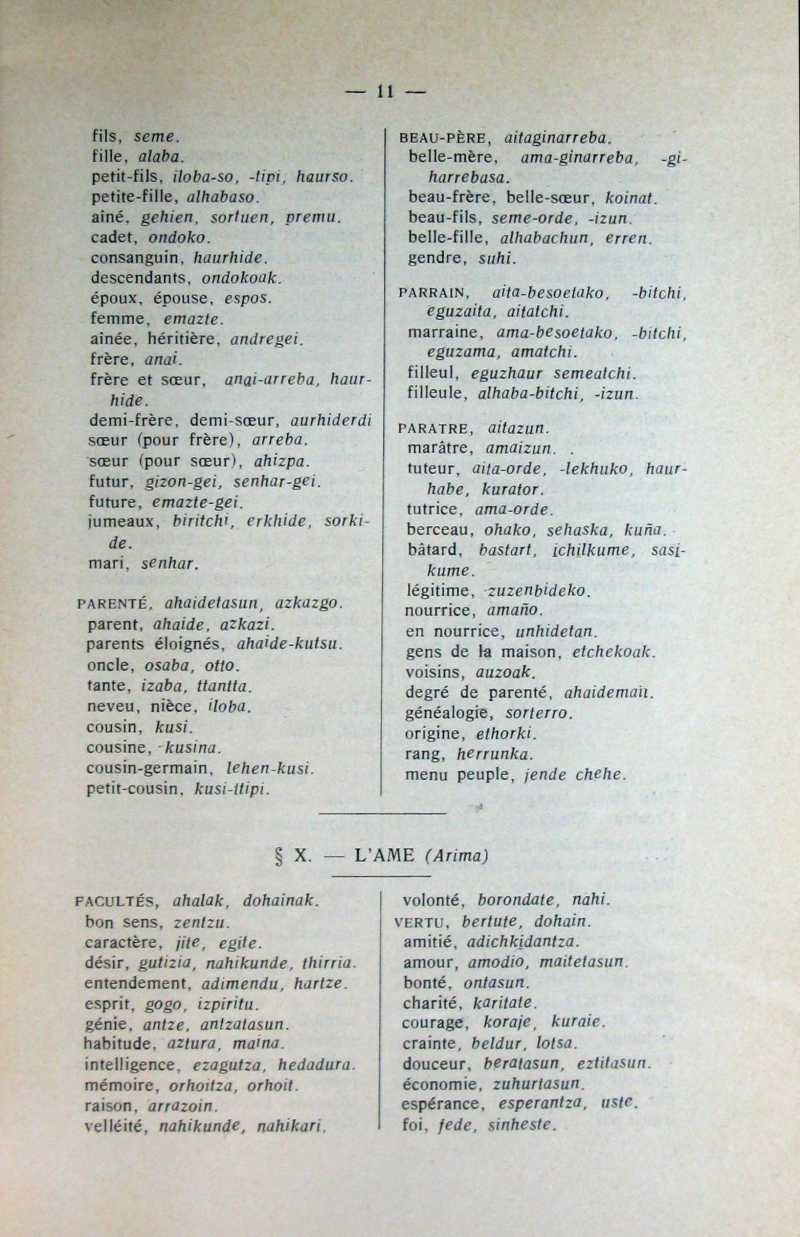 — 11 —
fils, seme.
fille, alaba.
petit-fils, iloba-so, -tipi, haurso.
petite-fille, alhabaso.
aîné, gehien, sortuen, premu.
cadet, ondoko.
consanguin, haurhide.
descendants, ondokoak.
époux, épouse, espos.
femme, emazte.
ainée, héritière, andregei.
frère, anai.
frère et sœur, anai-arreba, haur-
hide.
demi-frère, demi-sœur, aurhiderdi
sœur (pour frère), arreba.
sœur (pour sœur), ahizpa.
futur, gizon-gei, senhar-gei.
future, emazte-gei.
jumeaux, biritchi, erkhide, sorki-
de.
mari, senhar.
PARENTÉ, ahaidetasun, azkazgo.
parent, ahaide, azkazi.
parents éloignés, ahaide-kutsu.
oncle, osaba, otto.
tante, izaba, ttantta.
neveu, nièce, iloba.
cousin, kusi.
cousine, kusina.
cousin-germain, lehen-kusi.
petit-cousin, kusi-ttipi.
BEAU-PÈRE, aitaginarreba.
belle-mère, ama-ginarreba, -gi-
harrebasa.
beau-frère, belle-sœur, koinat.
beau-fils, seme-orde, -izun.
belle-fille, alhabachun, erren.
gendre, suhi.
PARRAIN, aita-besoetako, -bitchi,
eguzaita, aitatchi.
marraine, ama-besoetako, -bitchi,
eguzama, amatchi.
filleul, eguzhaur semeatchi.
filleule, alhaba-bitchi, -izun.
PARATRE, aitazun.
marâtre, amaizun. .
tuteur, aita-orde, -lekhuko, haur-
habe, kurator.
tutrice, ama-orde.
berceau, ohako, sehaska, kuña.
bâtard, bastart, ichilkume, sasi-
kume.
légitime, zuzenbideko.
nourrice, amaño.
en nourrice, unhidetan.
gens de la maison, etchekoak.
voisins, auzoak.
degré de parenté, ahaidemail.
généalogie, sorterro.
origine, ethorki.
rang, herrunka.
menu peuple, jende chehe.
§ X. — L'AME (Arima)
FACULTÉS, ahalak, dohainak.
bon sens, zentzu.
caractère, jite, egite.
désir, gutizia, nahikunde, thirria.
entendement, adimendu, hartze.
esprit, gogo, izpiritu.
génie, antze, antzatasun.
habitude, aztura, maina.
intelligence, ezagutza, hedadura.
mémoire, orhoitza, orhoit.
raison, arrazoin.
velléité, nahikunde, nahikari.
volonté, borondate, nahi.
VERTU, bertute, dohain.
amitié, adichkidantza.
amour, amodio, maitetasun.
bonté, ontasun.
charité, karitate.
courage, koraje, kuraie.
crainte, beldur, lotsa.
douceur, beratasun, eztitasun.
économie, zuhurtasun.
espérance, esperantza, uste.
foi, fede, sinheste.